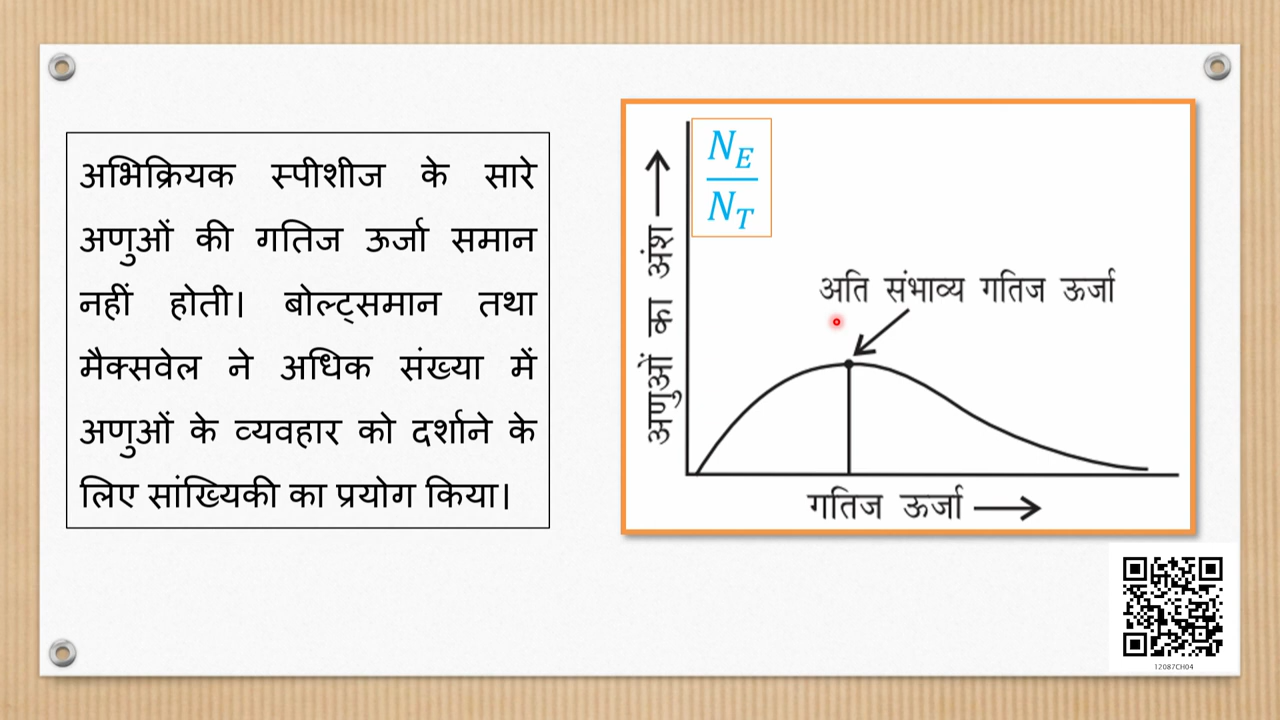 अभिक्रियक स्पीशीज के सारे
अणुओं की गतिज ऊर्जा समान
नहीं होती। बोल्ट्समान तथा
मैक्सवेल ने अधिक संख्या में
अणुओं के व्यवहार को दर्शाने के
लिए सांख्यिकी का प्रयोग किया।
N_E
N_T
अणुओं का अंश
अति संभाव्य गतिज ऊर्जा
गतिज ऊर्जा
12087CH04